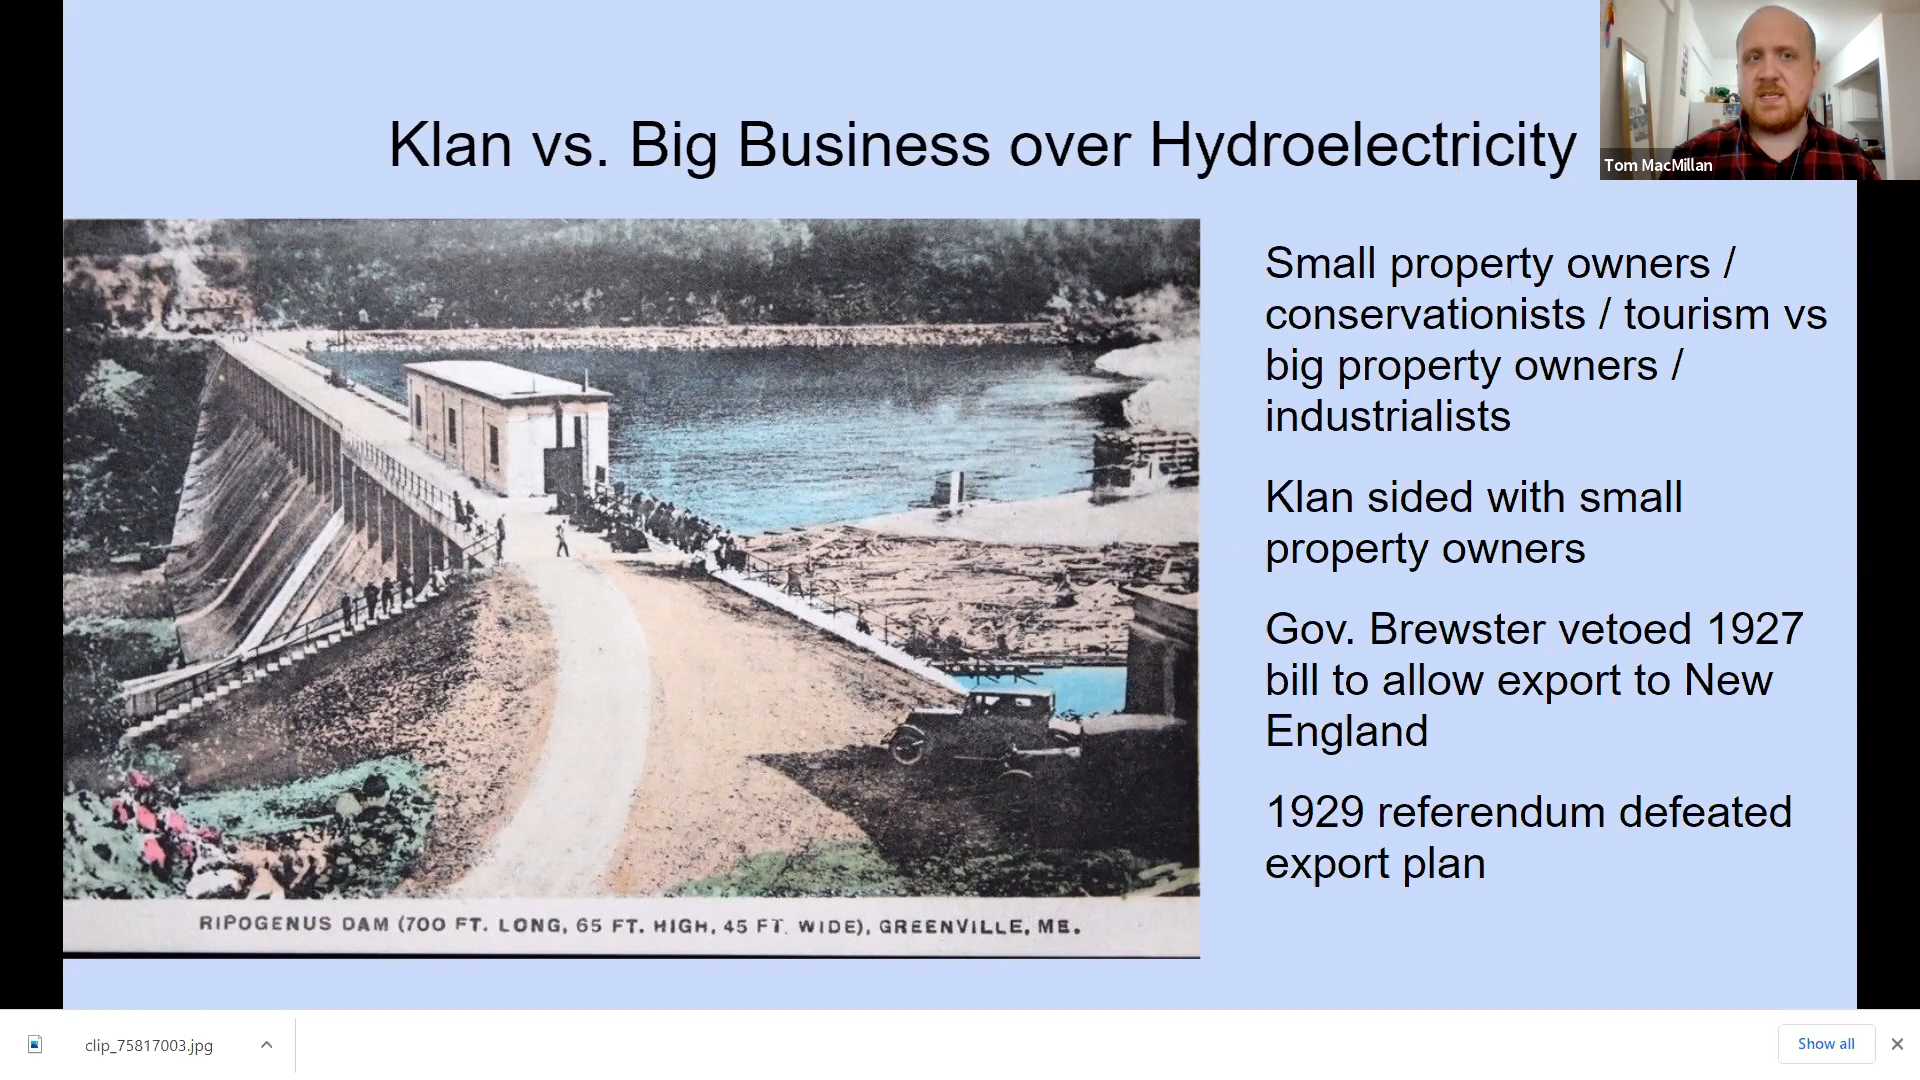 Klan vs. Big Business over Hydroelectricity
Tom MacMillan
Small property owners /
conservationists / tourism vs
big property owners /
industrialists
Klan sided with small
property owners
Gov. Brewster vetoed 1927
bill to allow export to New
England
1929 referendum defeated
export plan
RIPOGENUS DAM (700 FT. LONG, 65 FT. HIGH, 45 FT. WIDE), GREENVILLE, ME.
clip_75817003.jpg
Show all